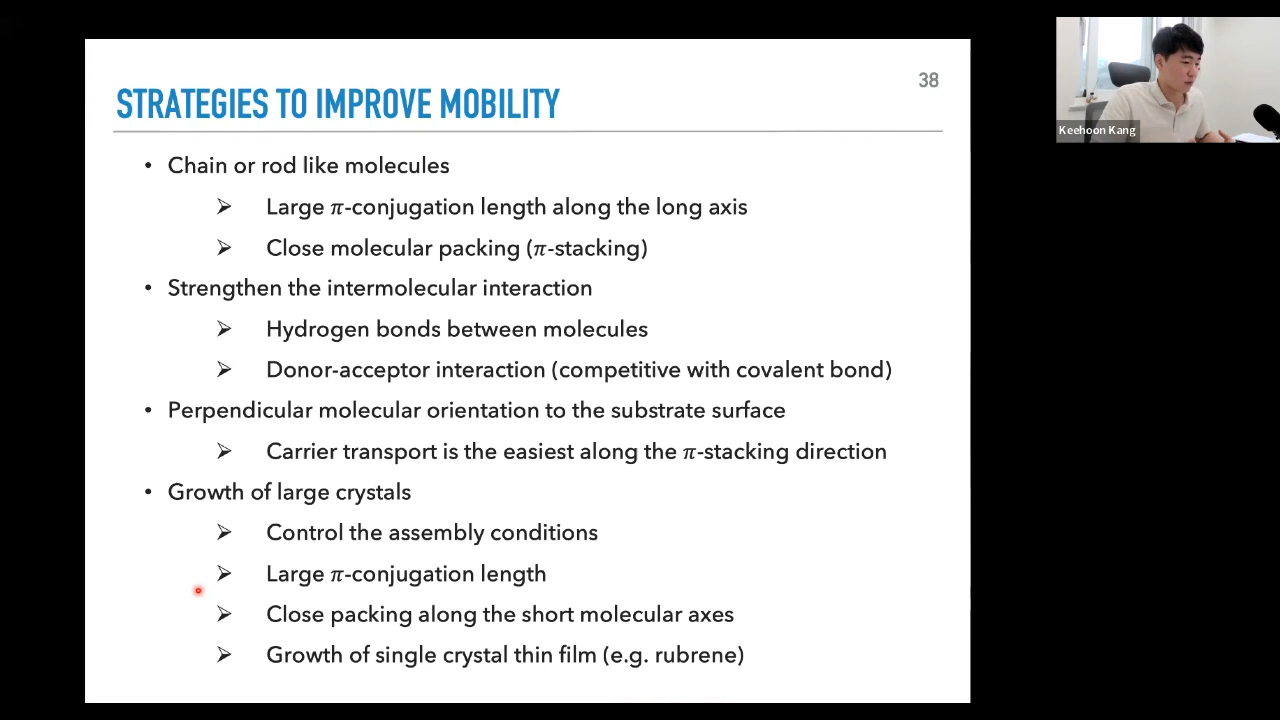 38
STRATEGIES TO IMPROVE MOBILITY
• Chain or rod like molecules
➢ Large π-conjugation length along the long axis
➢ Close molecular packing (π-stacking)
• Strengthen the intermolecular interaction
➢ Hydrogen bonds between molecules
➢ Donor-acceptor interaction (competitive with covalent bond)
• Perpendicular molecular orientation to the substrate surface
➢ Carrier transport is the easiest along the π-stacking direction
• Growth of large crystals
➢ Control the assembly conditions
➢ Large π-conjugation length
➢ Close packing along the short molecular axes
➢ Growth of single crystal thin film (e.g. rubrene)
Keehoon Kang